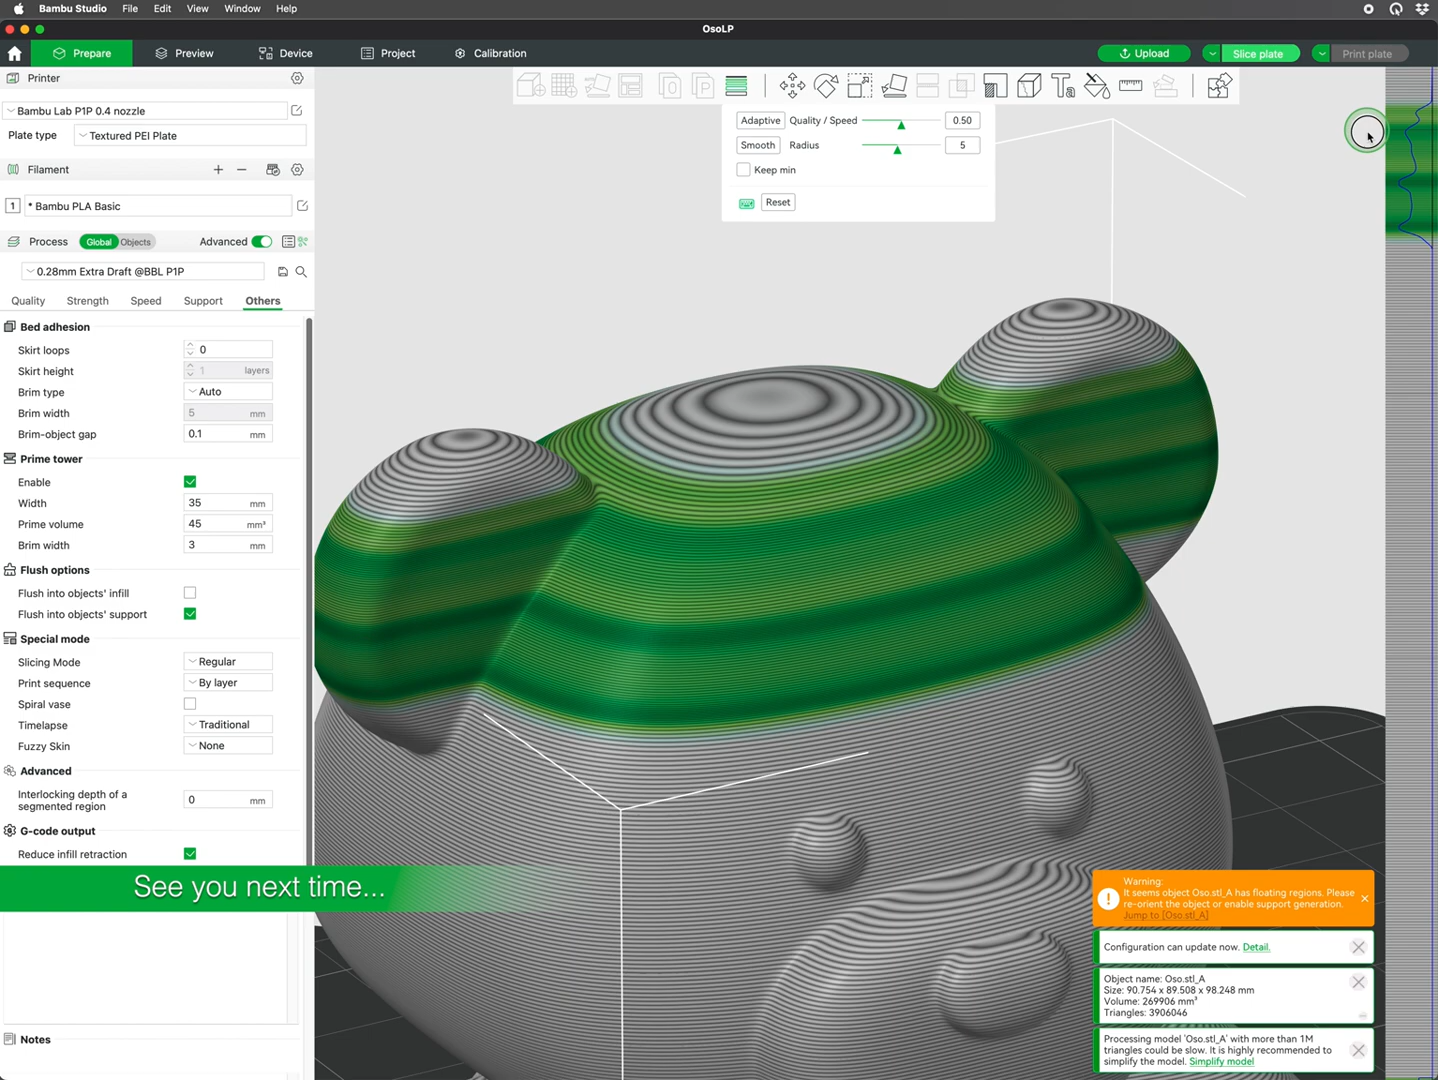 Bambu Studio File Edit View Window Help
OsoLP
Prepare Preview Device Project Calibration Upload Slice plate Print plate
Printer
Bambu Lab P1P 0.4 nozzle
Plate type Textured PEI Plate
Filament
1 * Bambu PLA Basic
Process Global Objects Advanced
0.28mm Extra Draft @BBL P1P
Quality Strength Speed Support Others
Bed adhesion
Skirt loops 0
Skirt height 1 layers
Brim type Auto
Brim width 5 mm
Brim-object gap 0.1 mm
Prime tower
Enable
Width 35 mm
Prime volume 45 mm³
Brim width 3 mm
Flush options
Flush into objects' infill
Flush into objects' support
Special mode
Slicing Mode Regular
Print sequence By layer
Spiral vase
Timelapse Traditional
Fuzzy Skin None
Advanced
Interlocking depth of a
segmented region 0 mm
G-code output
Reduce infill retraction
See you next time...
Notes
Adaptive Quality / Speed 0.50
Smooth Radius 5
Keep min
Reset
Warning:
It seems object Oso.stl_A has floating regions. Please
re-orient the object or enable support generation.
Jump to [Oso.stl_A]
Configuration can update now. Detail.
Object name: Oso.stl_A
Size: 90.754 x 89.508 x 98.248 mm
Volume: 269906 mm³
Triangles: 3906046
Processing model 'Oso.stl_A' with more than 1M
triangles could be slow. It is highly recommended to
simplify the model. Simplify model